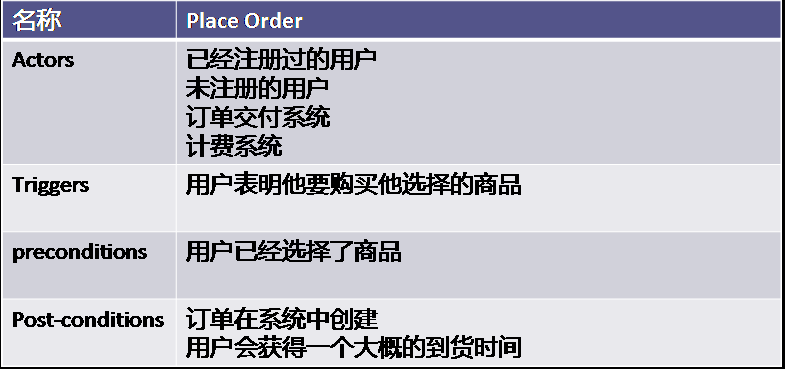 名称 Place Order
Actors 已经注册过的用户
未注册的用户
订单交付系统
计费系统
Triggers 用户表明他要购买他选择的商品
preconditions 用户已经选择了商品
Post-conditions 订单在系统中创建
用户会获得一个大概的到货时间